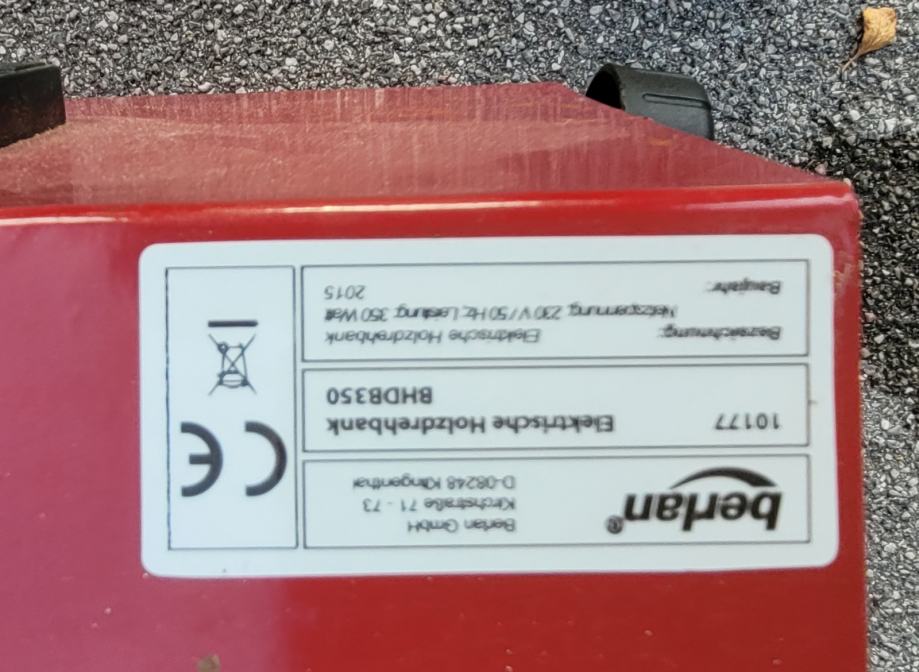 berlan®
Berlan GmbH
Kirchstraße 71 - 73
D-08248 Klingenthal
10177
Elektrische Holzdrehbank
BHDB350
Bezeichnung: Elektrische Holzdrehbank
Netzspannung: 230 V / 50 Hz, Leistung: 350 Watt
Baujahr: 2015
CE